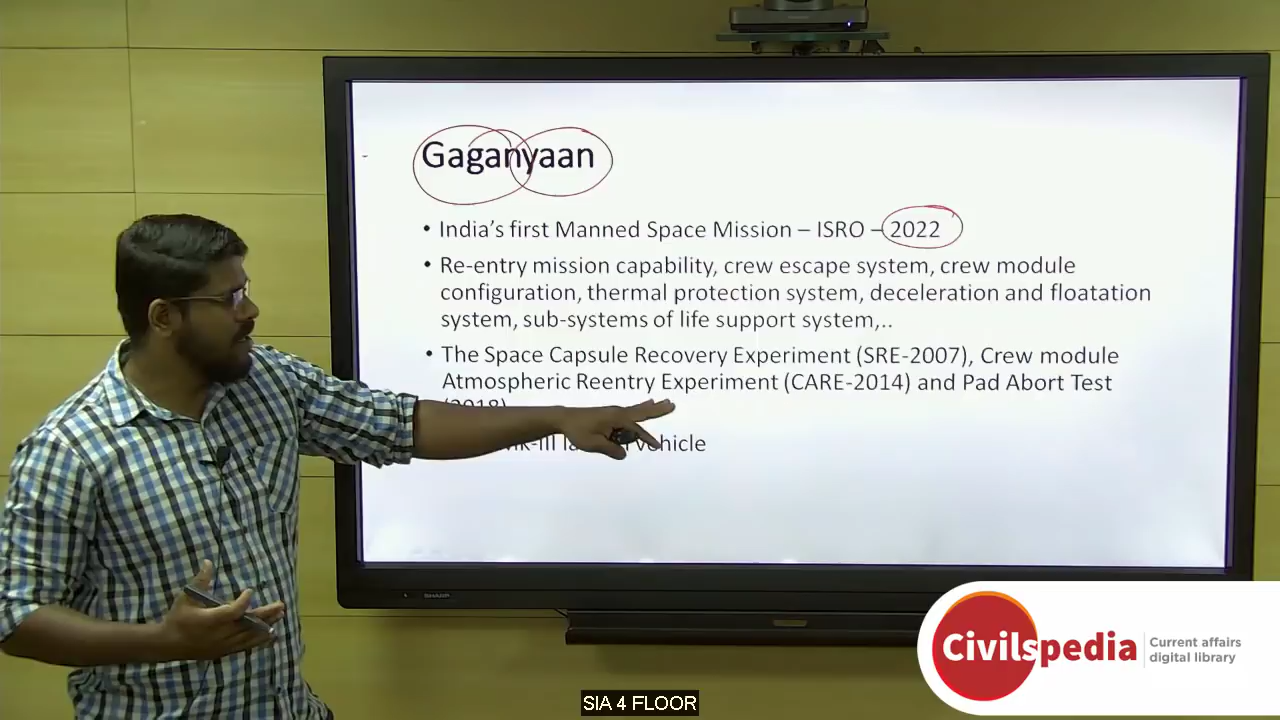 Gaganyaan
• India's first Manned Space Mission – ISRO – 2022
• Re-entry mission capability, crew escape system, crew module
configuration, thermal protection system, deceleration and floatation
system, sub-systems of life support system,..
• The Space Capsule Recovery Experiment (SRE-2007), Crew module
Atmospheric Reentry Experiment (CARE-2014) and Pad Abort Test
(2018)
vehicle
SHARP
Civilspedia
Current affairs
digital library
SIA 4 FLOOR